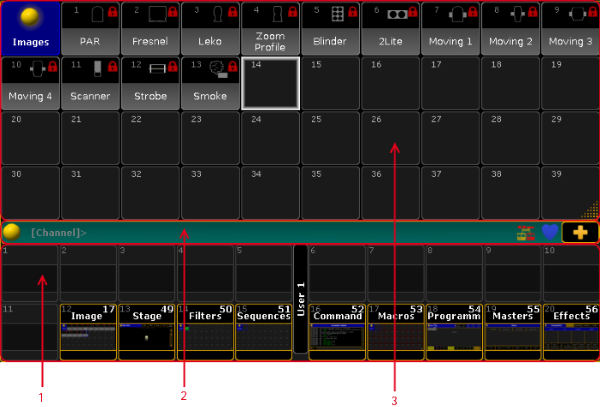 Images 1 PAR 2 Fresnel 3 Leko 4 Zoom Profile 5 Blinder 6 2Lite 7 Moving 1 8 Moving 2 9 Moving 3
10 Moving 4 11 Scanner 12 Strobe 13 Smoke 14 15 16 17 18 19
20 21 22 23 24 25 26 27 28 29
30 31 32 33 34 35 36 37 38 39
[Channel]>
1 2 3 4 5 User 1 6 7 8 9 10
11 12 17 Image 13 49 Stage 14 50 Filters 15 51 Sequences 16 52 Command 17 53 Macros 18 54 Programm 19 55 Masters 20 56 Effects
1 2 3